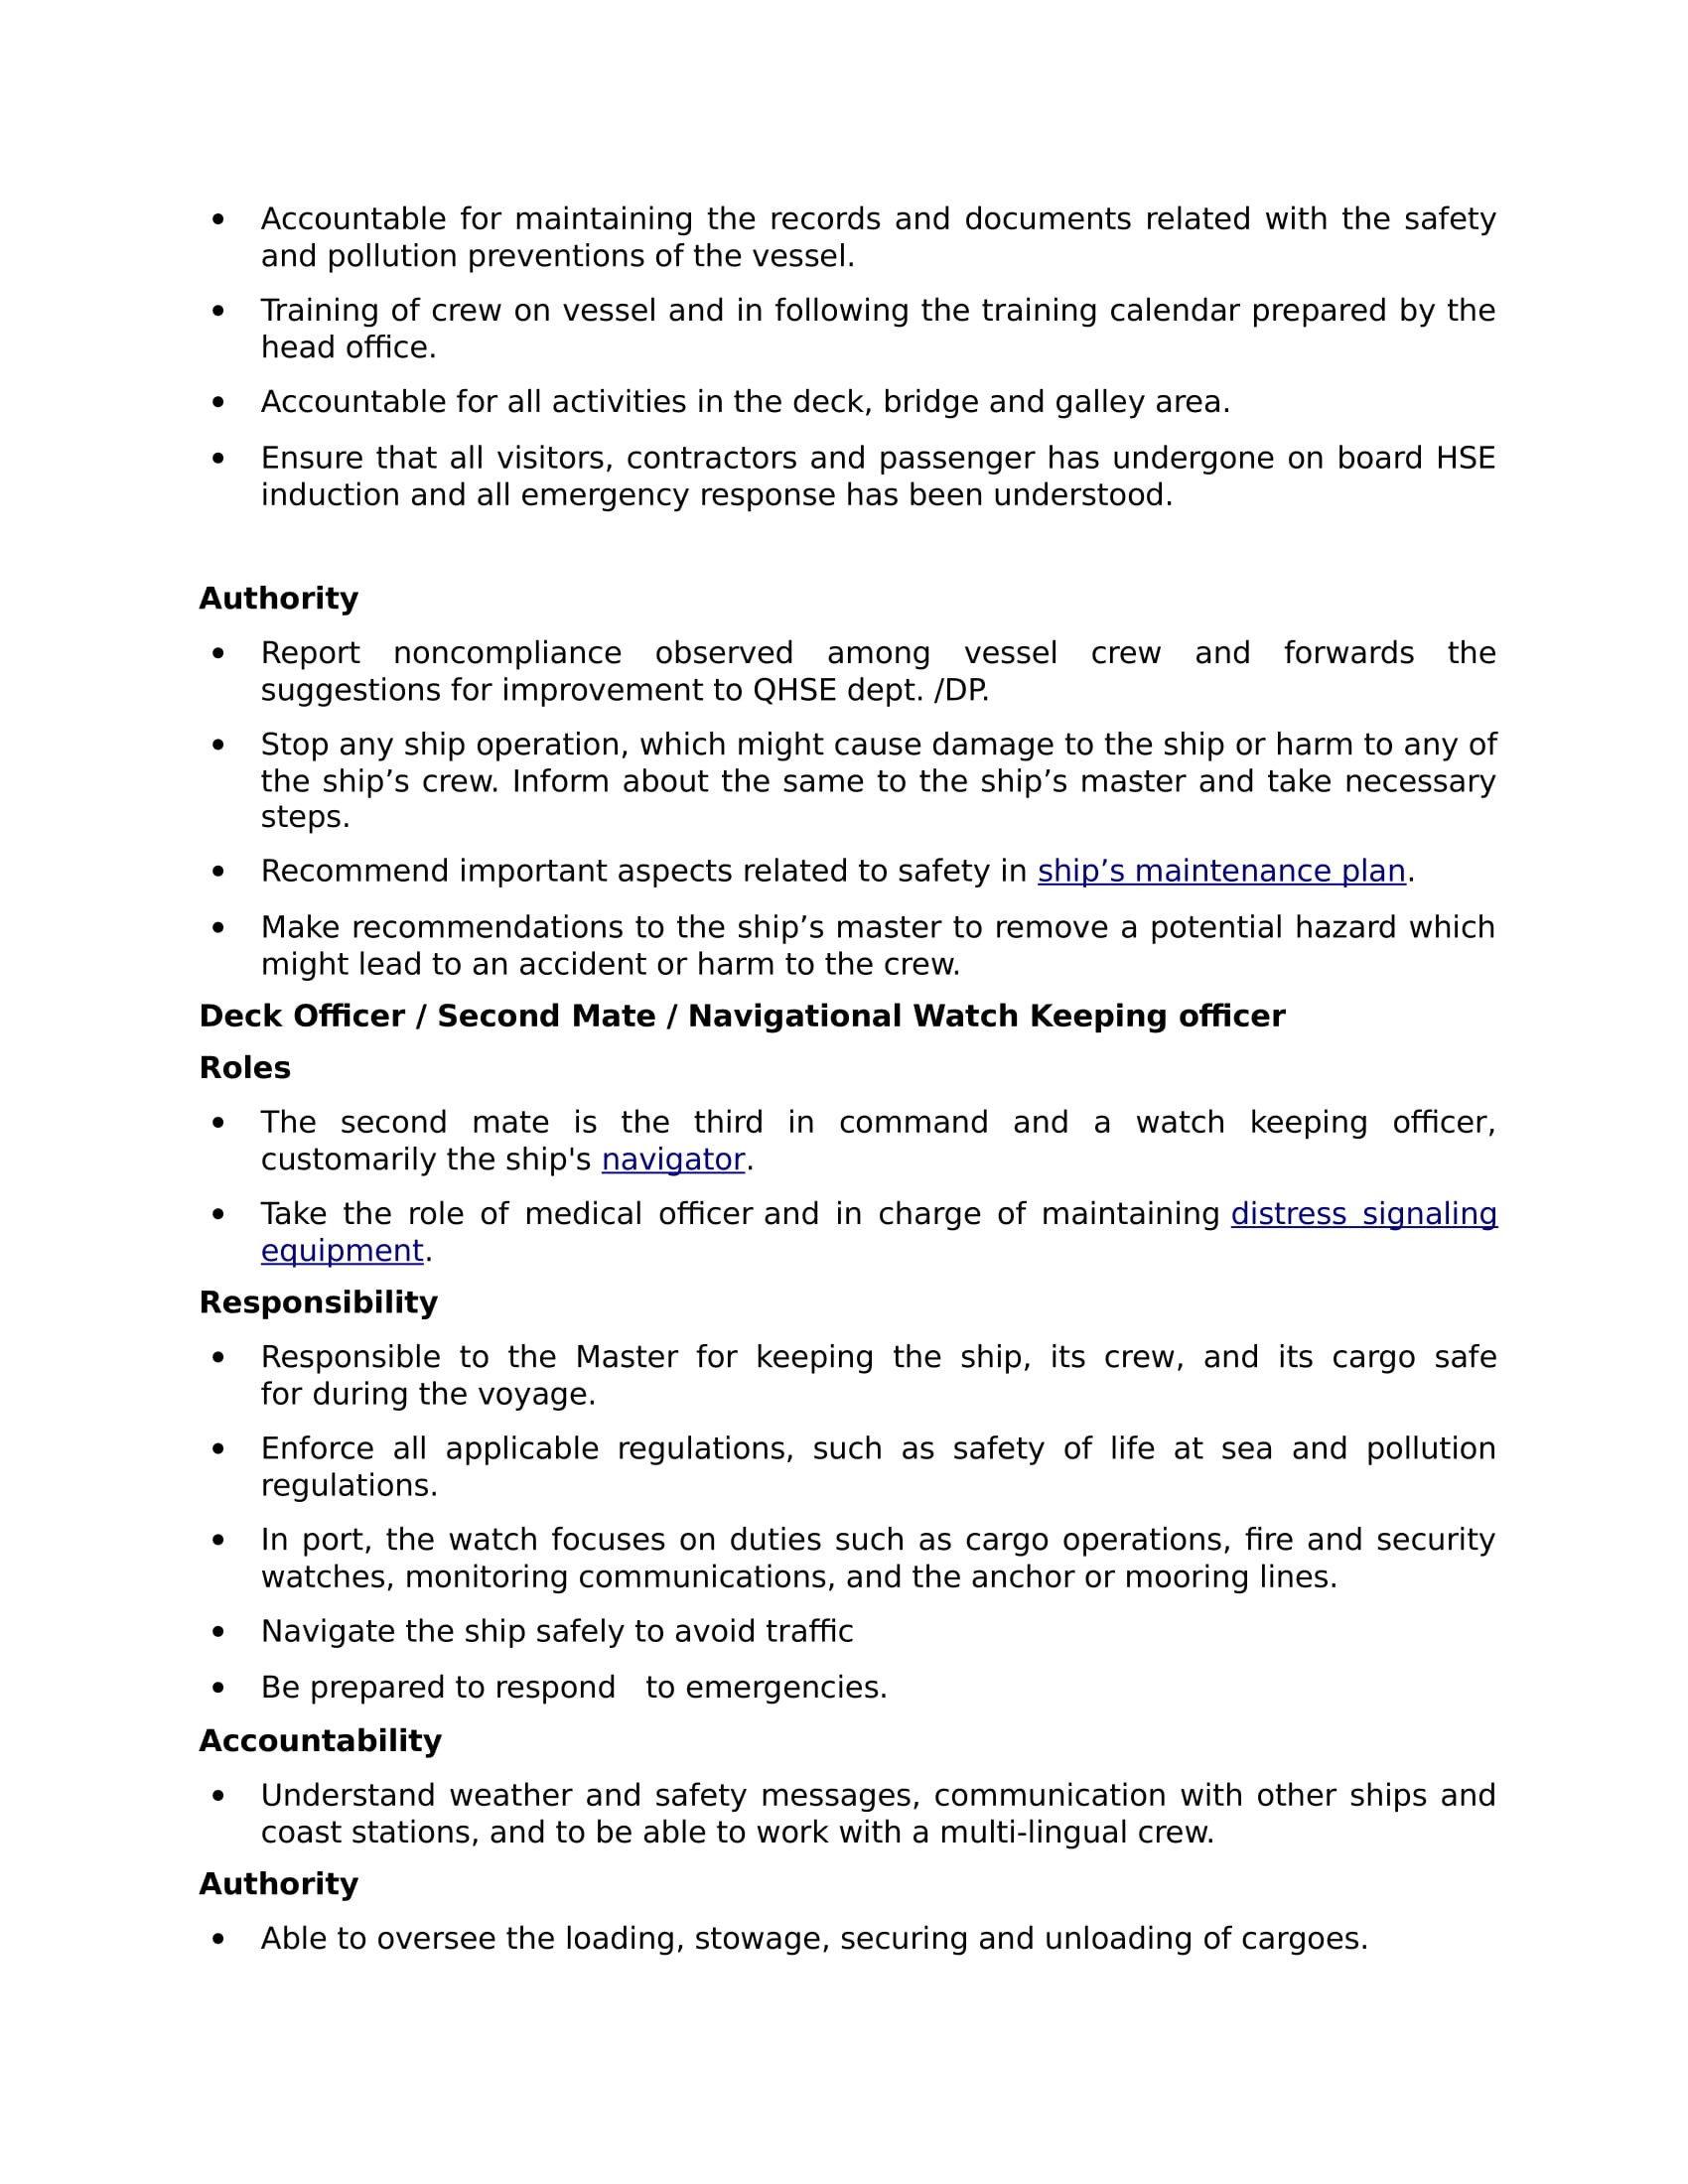 • Accountable for maintaining the records and documents related with the safety
and pollution preventions of the vessel.
• Training of crew on vessel and in following the training calendar prepared by the
head office.
• Accountable for all activities in the deck, bridge and galley area.
• Ensure that all visitors, contractors and passenger has undergone on board HSE
induction and all emergency response has been understood.
Authority
• Report noncompliance observed among vessel crew and forwards the
suggestions for improvement to QHSE dept. /DP.
• Stop any ship operation, which might cause damage to the ship or harm to any of
the ship’s crew. Inform about the same to the ship’s master and take necessary
steps.
• Recommend important aspects related to safety in ship’s maintenance plan.
• Make recommendations to the ship’s master to remove a potential hazard which
might lead to an accident or harm to the crew.
Deck Officer / Second Mate / Navigational Watch Keeping officer
Roles
• The second mate is the third in command and a watch keeping officer,
customarily the ship's navigator.
• Take the role of medical officer and in charge of maintaining distress signaling
equipment.
Responsibility
• Responsible to the Master for keeping the ship, its crew, and its cargo safe
for during the voyage.
• Enforce all applicable regulations, such as safety of life at sea and pollution
regulations.
• In port, the watch focuses on duties such as cargo operations, fire and security
watches, monitoring communications, and the anchor or mooring lines.
• Navigate the ship safely to avoid traffic
• Be prepared to respond to emergencies.
Accountability
• Understand weather and safety messages, communication with other ships and
coast stations, and to be able to work with a multi-lingual crew.
Authority
• Able to oversee the loading, stowage, securing and unloading of cargoes.